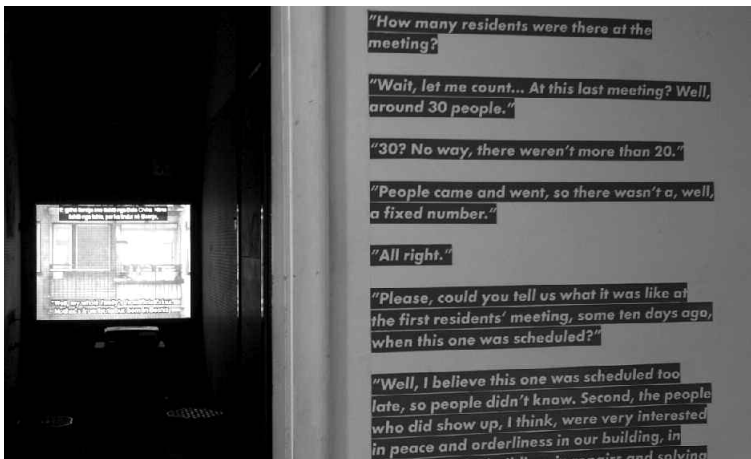 "How many residents were there at the
meeting?
"Wait, let me count... At this last meeting? Well,
around 30 people."
"30? No way, there weren't more than 20."
"People came and went, so there wasn't a, well,
a fixed number."
"All right."
"Please, could you tell us what it was like at
the first residents' meeting, some ten days ago,
when this one was scheduled?"
"Well, I believe this one was scheduled too
late, so people didn't know. Second, the people
who did show up, I think, were very interested
in peace and orderliness in our building, in
repairs and solving